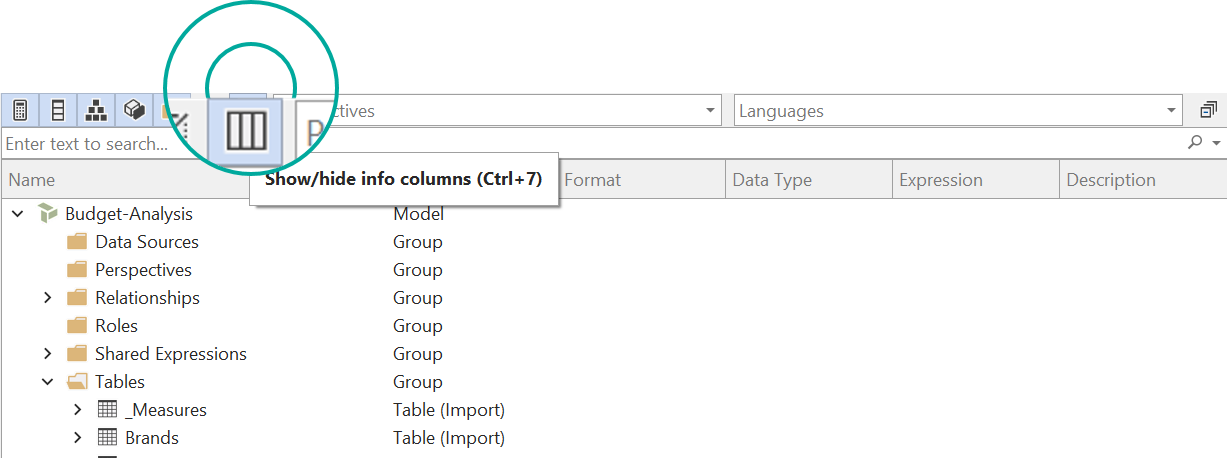 ctives Languages
Enter text to search...
P
Show/hide info columns (Ctrl+7)
Name Format Data Type Expression Description
Budget-Analysis Model
Data Sources Group
Perspectives Group
Relationships Group
Roles Group
Shared Expressions Group
Tables Group
_Measures Table (Import)
Brands Table (Import)